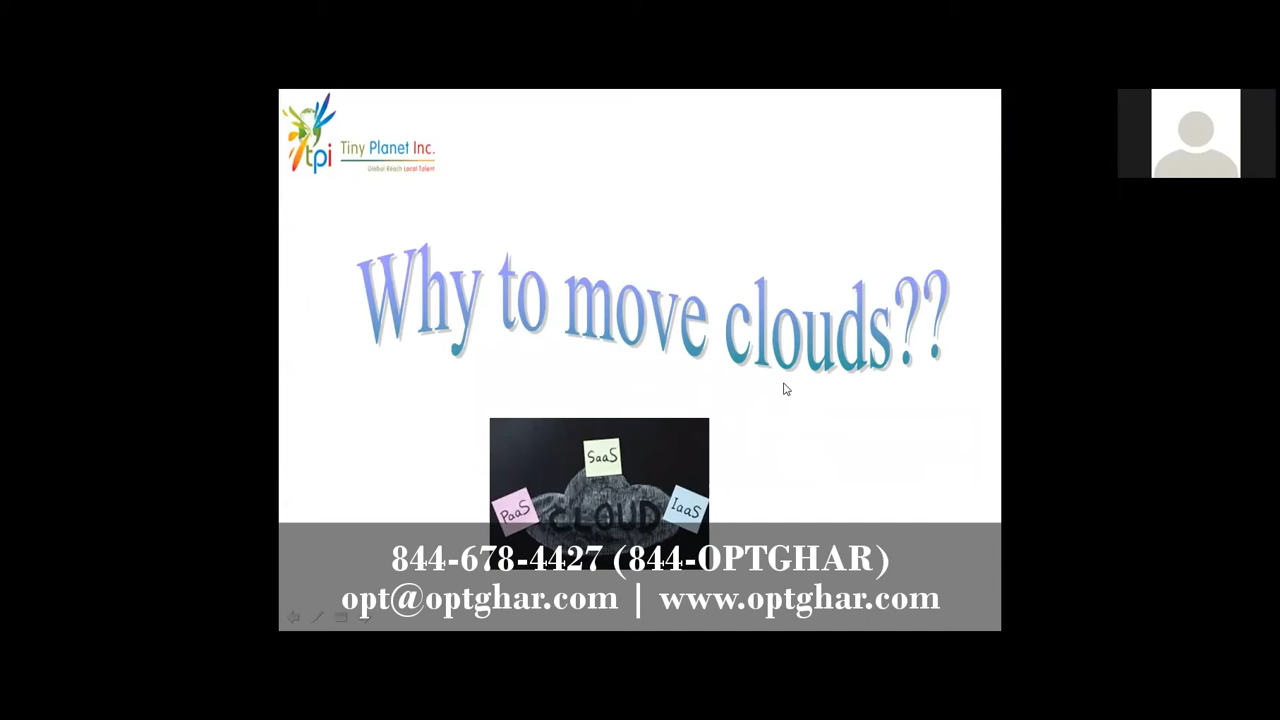 tpi
Tiny Planet Inc.
Global Reach Local Talent
Why to move clouds??
SaaS
PaaS
CLOUD
IaaS
844-678-4427 (844-OPTGHAR)
opt@optghar.com | www.optghar.com